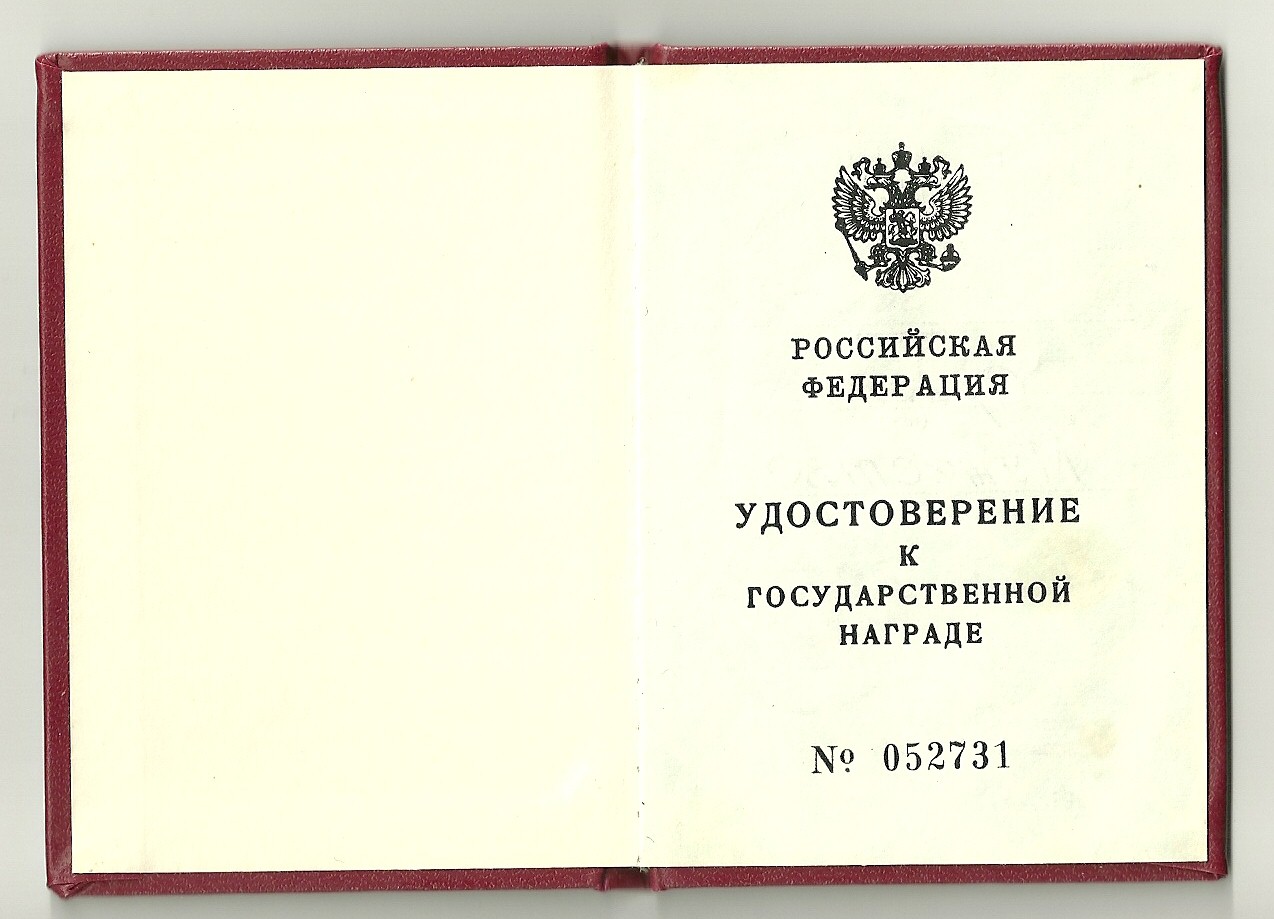 РОССИЙСКАЯ
ФЕДЕРАЦИЯ
УДОСТОВЕРЕНИЕ
К
ГОСУДАРСТВЕННОЙ
НАГРАДЕ
№ 052731